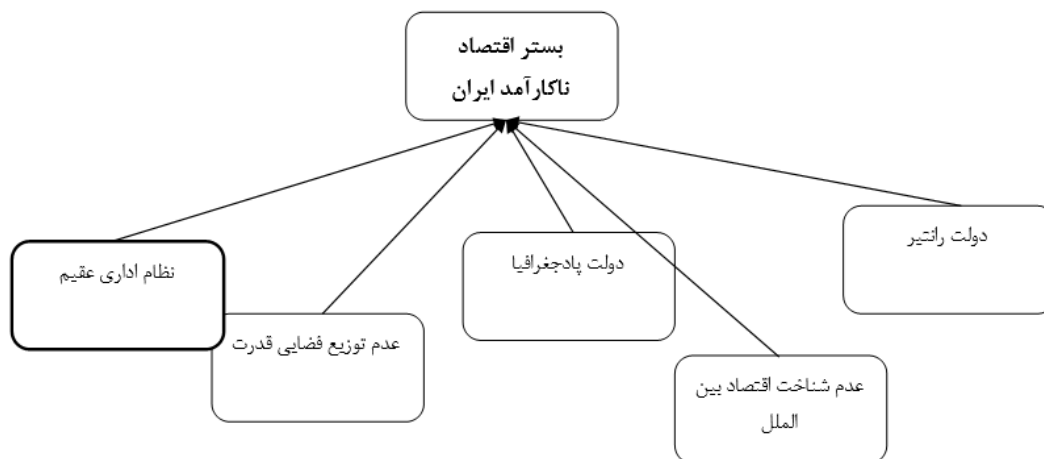 بستر اقتصاد
ناکارآمد ایران
دولت رانتیر
دولت پادجغرافیا
نظام اداری عقیم
عدم توزیع فضایی قدرت
عدم شناخت اقتصاد بین
الملل